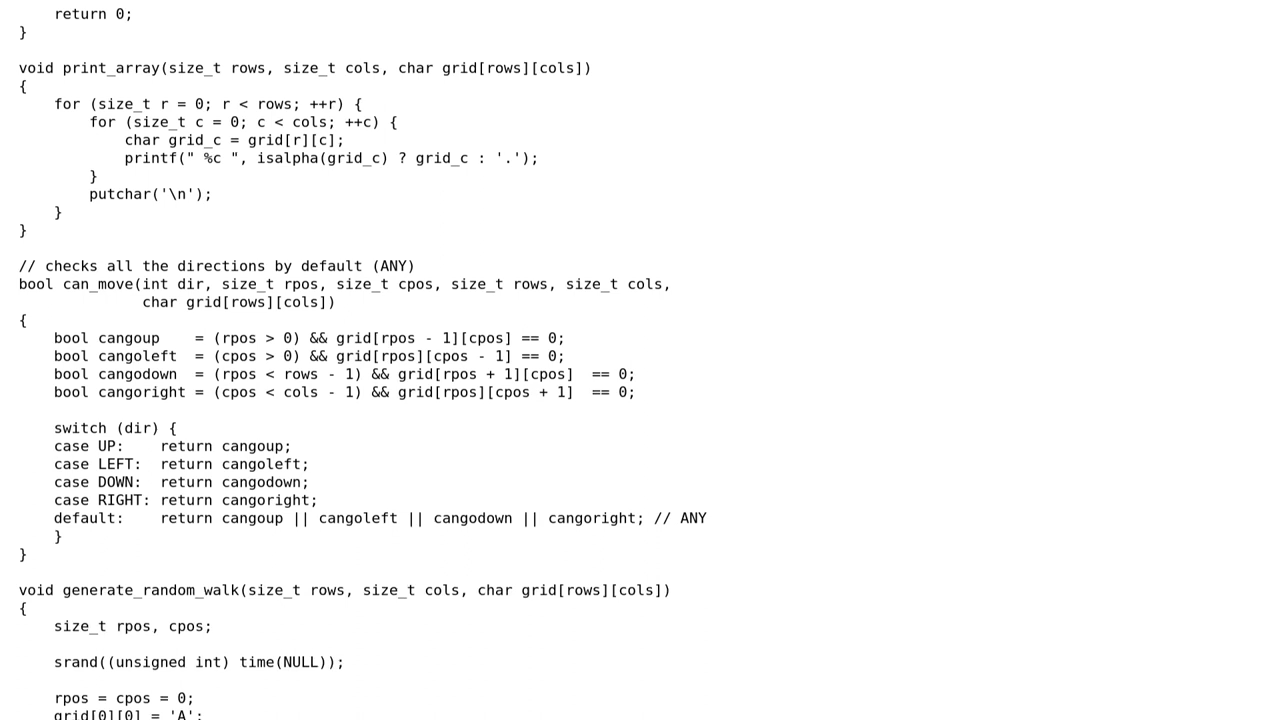 return 0;
}

void print_array(size_t rows, size_t cols, char grid[rows][cols])
{
    for (size_t r = 0; r < rows; ++r) {
        for (size_t c = 0; c < cols; ++c) {
            char grid_c = grid[r][c];
            printf(" %c ", isalpha(grid_c) ? grid_c : '.');
        }
        putchar('\n');
    }
}

// checks all the directions by default (ANY)
bool can_move(int dir, size_t rpos, size_t cpos, size_t rows, size_t cols,
              char grid[rows][cols])
{
    bool cangoup    = (rpos > 0) && grid[rpos - 1][cpos] == 0;
    bool cangoleft  = (cpos > 0) && grid[rpos][cpos - 1] == 0;
    bool cangodown  = (rpos < rows - 1) && grid[rpos + 1][cpos]  == 0;
    bool cangoright = (cpos < cols - 1) && grid[rpos][cpos + 1]  == 0;

    switch (dir) {
    case UP:    return cangoup;
    case LEFT:  return cangoleft;
    case DOWN:  return cangodown;
    case RIGHT: return cangoright;
    default:    return cangoup || cangoleft || cangodown || cangoright; // ANY
    }
}

void generate_random_walk(size_t rows, size_t cols, char grid[rows][cols])
{
    size_t rpos, cpos;

    srand((unsigned int) time(NULL));

    rpos = cpos = 0;
    grid[0][0] = 'A';